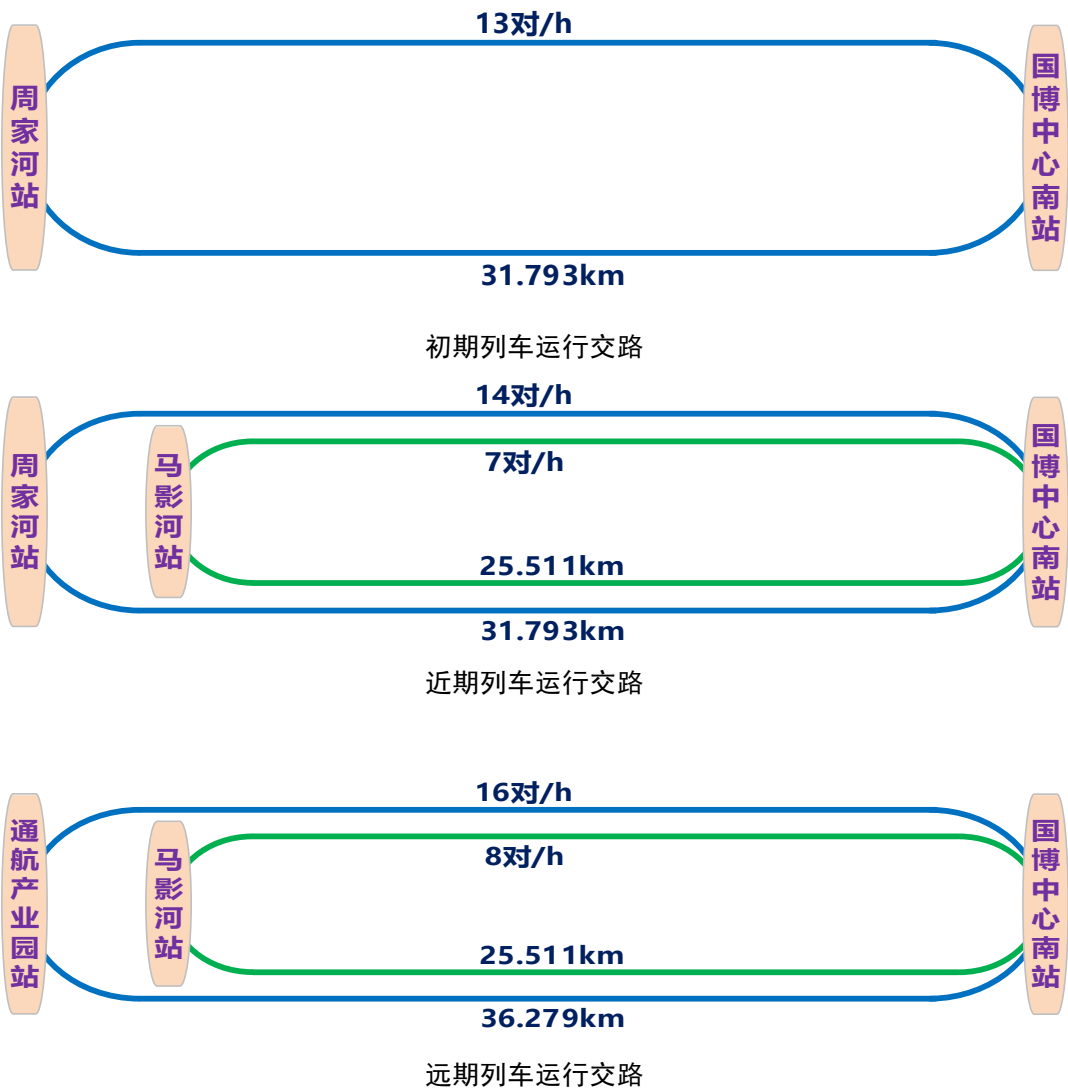 13对/h
周家河站
国博中心南站
31.793km
初期列车运行交路
14对/h
周家河站
马影河站
7对/h
国博中心南站
25.511km
31.793km
近期列车运行交路
16对/h
通航产业园站
马影河站
8对/h
国博中心南站
25.511km
36.279km
远期列车运行交路